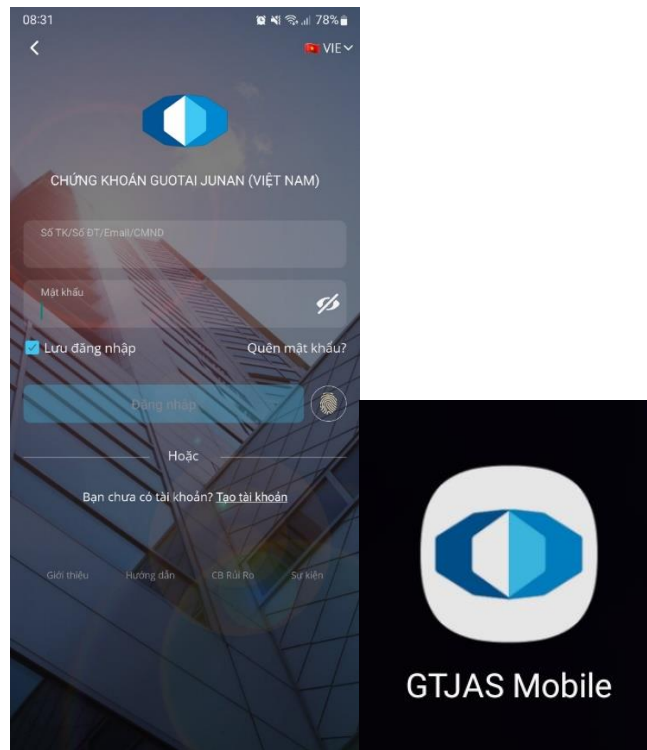 08:31
78%
VIE
CHỨNG KHOÁN GUOTAI JUNAN (VIỆT NAM)
Số TK/Số ĐT/Email/CMND
Mật khẩu
Lưu đăng nhập
Quên mật khẩu?
Đăng nhập
Hoặc
Bạn chưa có tài khoản? Tạo tài khoản
Giới thiệu
Hướng dẫn
CB Rủi Ro
Sự kiện
GTJAS Mobile